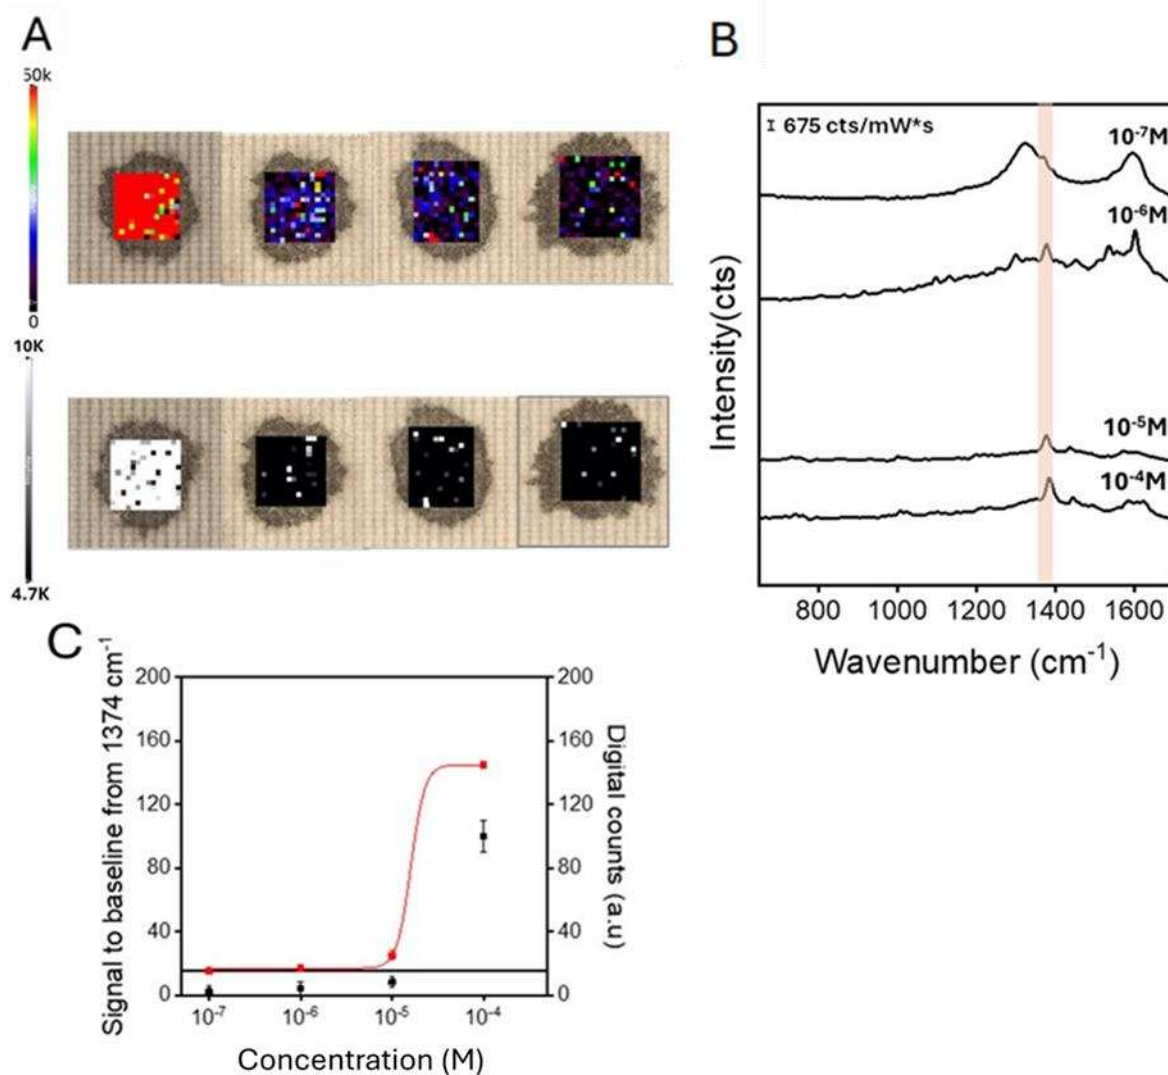 A
50k
0
10K
4.7K
B
I 675 cts/mW*s
10⁻⁷M
10⁻⁶M
10⁻⁵M
10⁻⁴M
Intensity(cts)
800 1000 1200 1400 1600
Wavenumber (cm⁻¹)
C
Signal to baseline from 1374 cm⁻¹
200
160
120
80
40
0
200
160
120
80
40
0
Digital counts (a.u)
10⁻⁷ 10⁻⁶ 10⁻⁵ 10⁻⁴
Concentration (M)